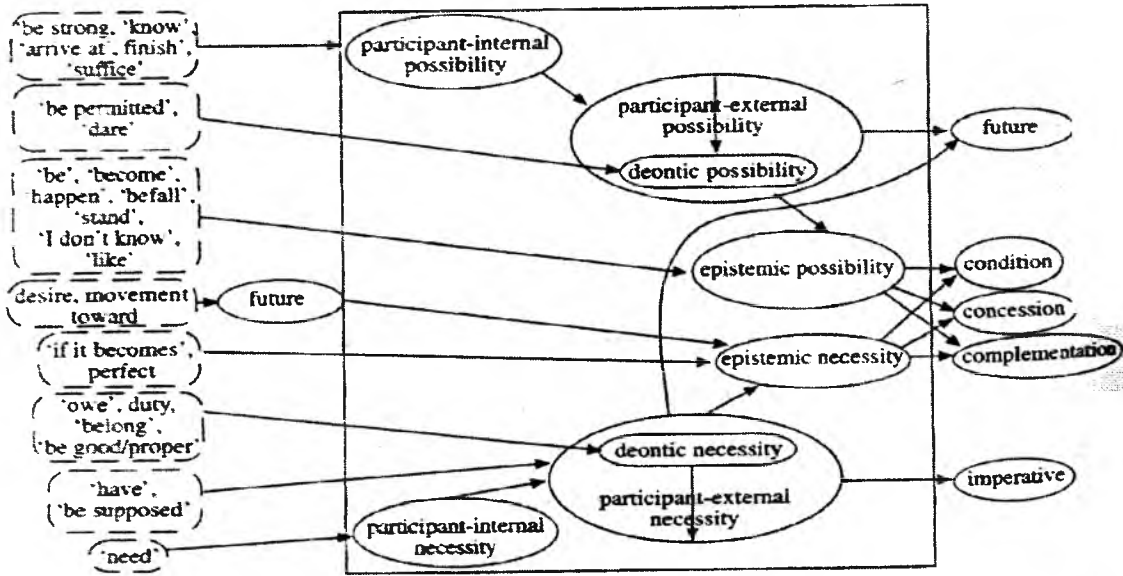 'be strong, 'know'
'arrive at', finish',
'suffice'
'be permitted',
'dare'
'be', 'become',
happen', 'befall',
'stand',
'I don't know',
'like'
desire, movement
toward
future
'if it becomes',
perfect
'owe', duty,
'belong',
'be good/proper'
'have',
'be supposed'
'need'
participant-internal
possibility
participant-external
possibility
deontic possibility
epistemic possibility
epistemic necessity
deontic necessity
participant-external
necessity
participant-internal
necessity
future
condition
concession
complementation
imperative